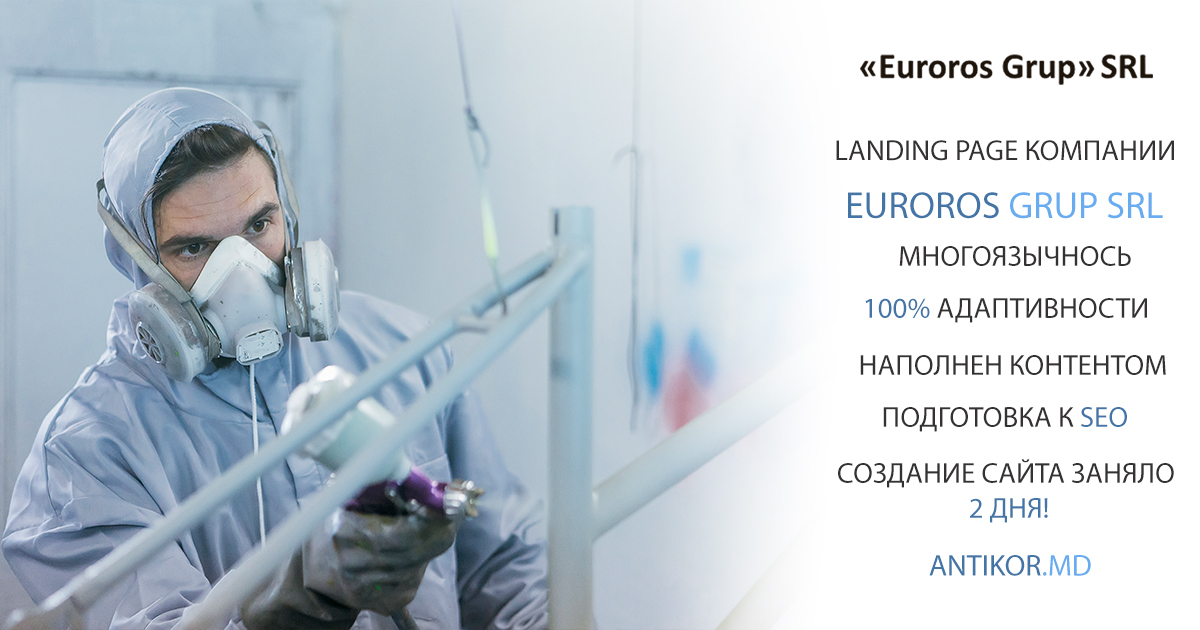 «Euroros Grup» SRL
LANDING PAGE КОМПАНИИ
EUROROS GRUP SRL
МНОГОЯЗЫЧНОСЬ
100% АДАПТИВНОСТИ
НАПОЛНЕН КОНТЕНТОМ
ПОДГОТОВКА К SEO
СОЗДАНИЕ САЙТА ЗАНЯЛО
2 ДНЯ!
ANTIKOR.MD